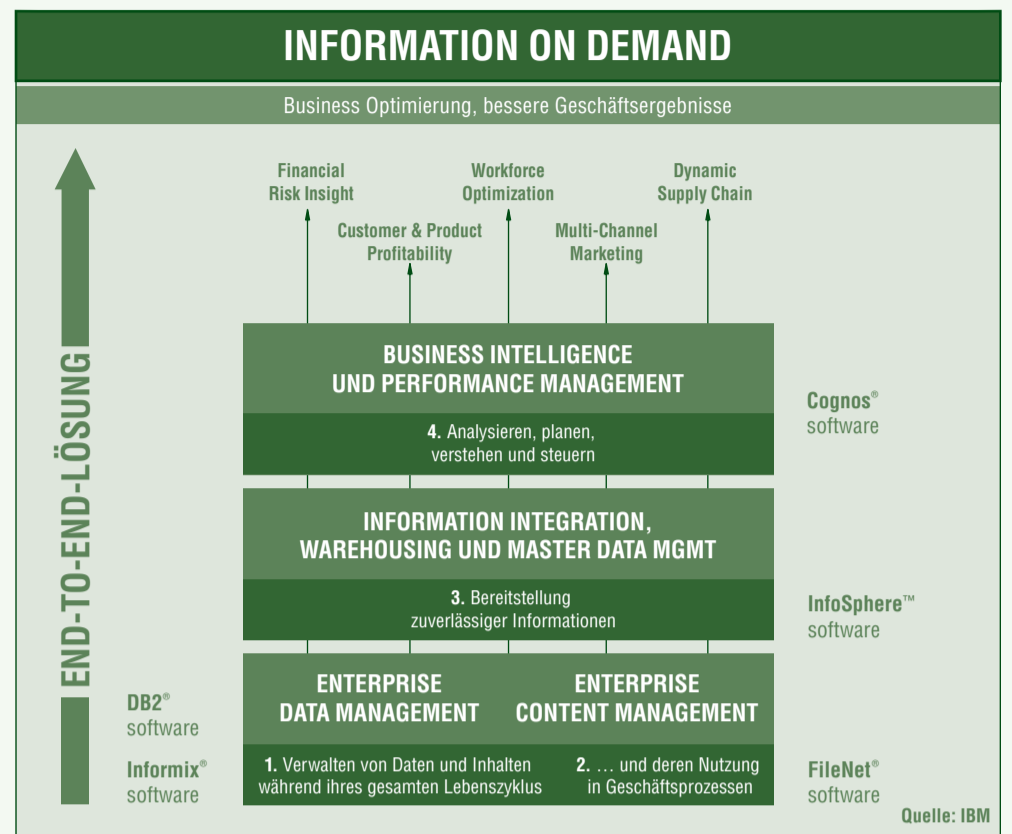 INFORMATION ON DEMAND
Business Optimierung, bessere Geschäftsergebnisse
Financial
Risk Insight
Workforce
Optimization
Dynamic
Supply Chain
Customer & Product
Profitability
Multi-Channel
Marketing
END-TO-END-LÖSUNG
BUSINESS INTELLIGENCE
UND PERFORMANCE MANAGEMENT
4. Analysieren, planen,
verstehen und steuern
Cognos®
software
INFORMATION INTEGRATION,
WAREHOUSING UND MASTER DATA MGMT
3. Bereitstellung
zuverlässiger Informationen
InfoSphere™
software
DB2®
software
Informix®
software
ENTERPRISE
DATA MANAGEMENT
1. Verwalten von Daten und Inhalten
während ihres gesamten Lebenszyklus
ENTERPRISE
CONTENT MANAGEMENT
2. … und deren Nutzung
in Geschäftsprozessen
FileNet®
software
Quelle: IBM